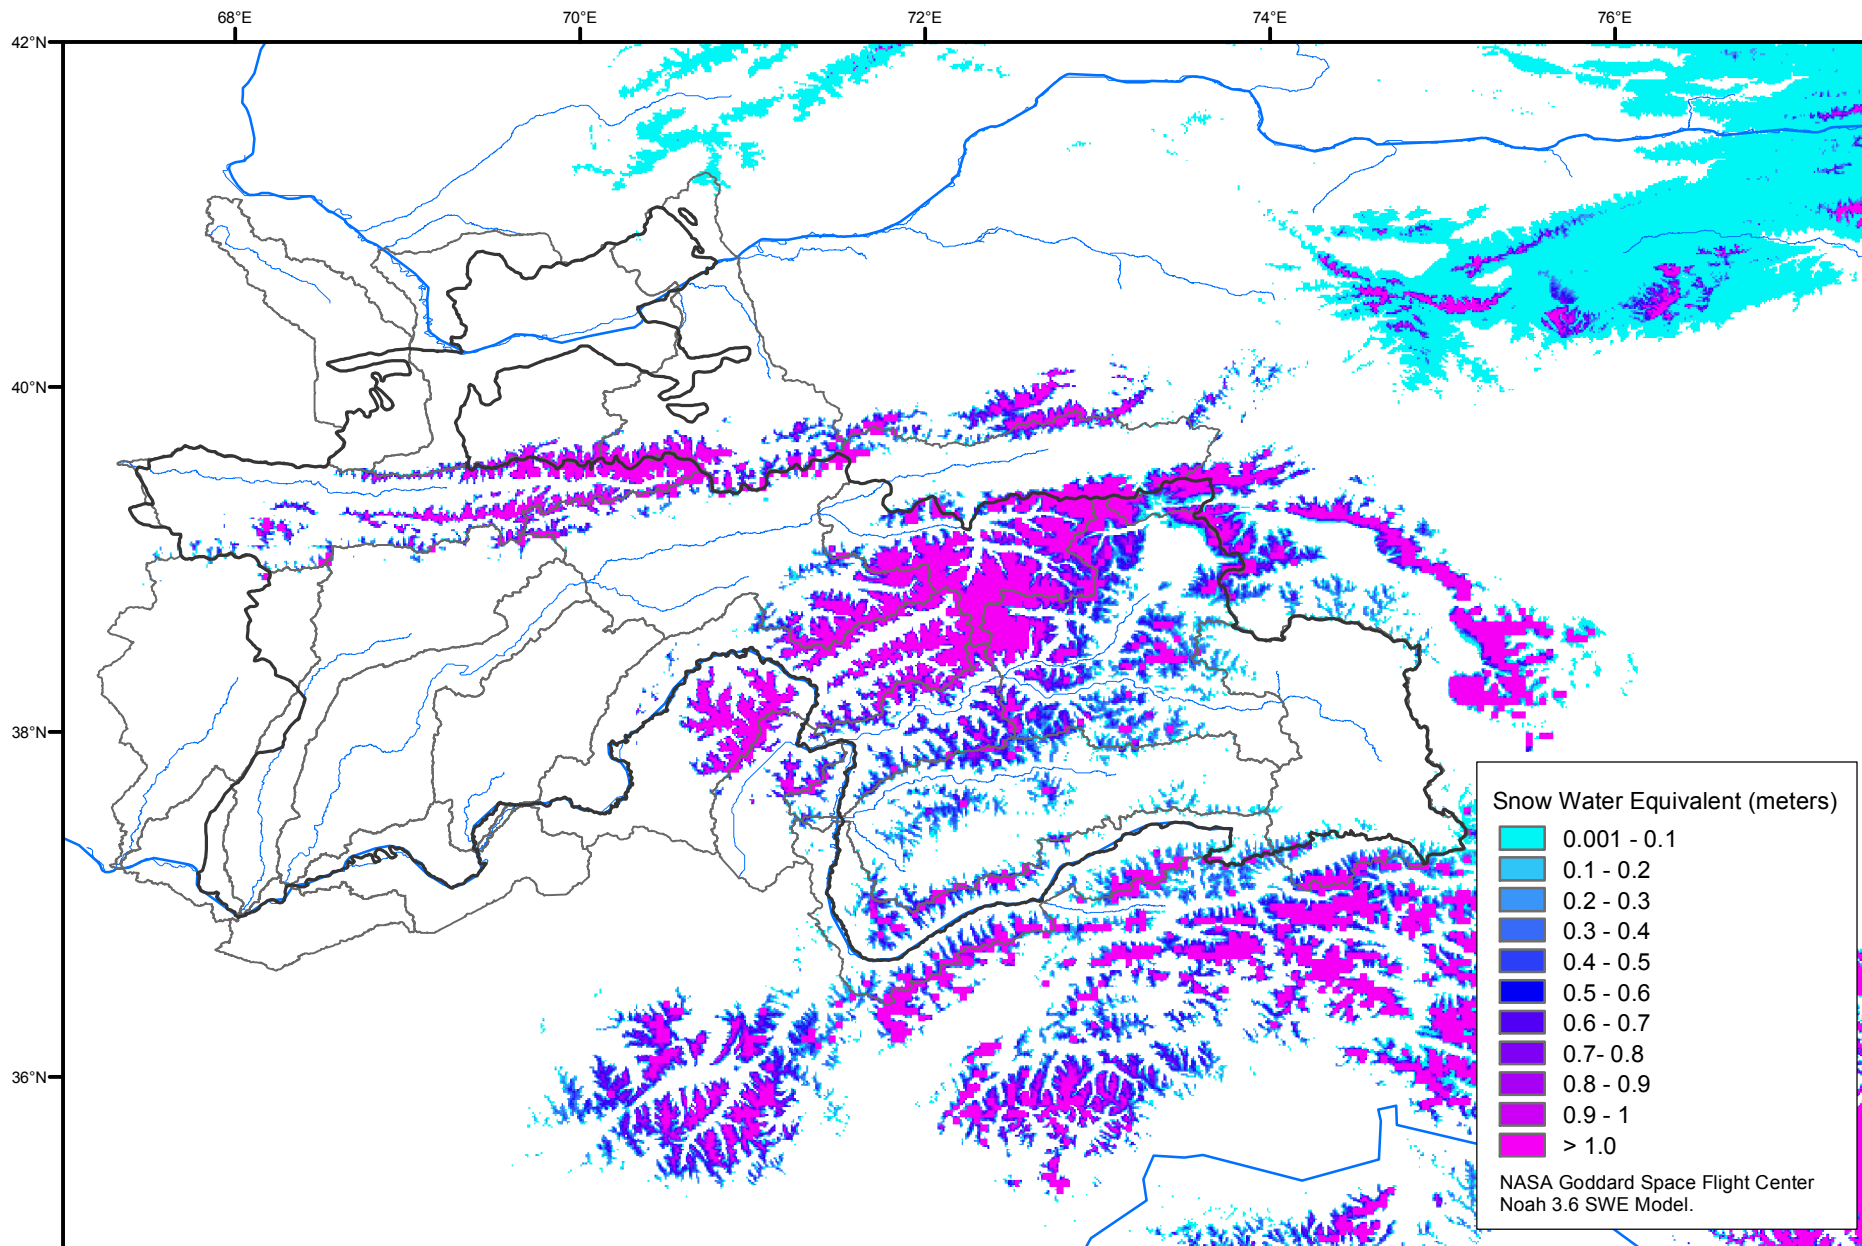 68°E
70°E
72°E
74°E
76°E
42°N
40°N
38°N
36°N
Snow Water Equivalent (meters)
0.001 - 0.1
0.1 - 0.2
0.2 - 0.3
0.3 - 0.4
0.4 - 0.5
0.5 - 0.6
0.6 - 0.7
0.7- 0.8
0.8 - 0.9
0.9 - 1
> 1.0
NASA Goddard Space Flight Center
Noah 3.6 SWE Model.